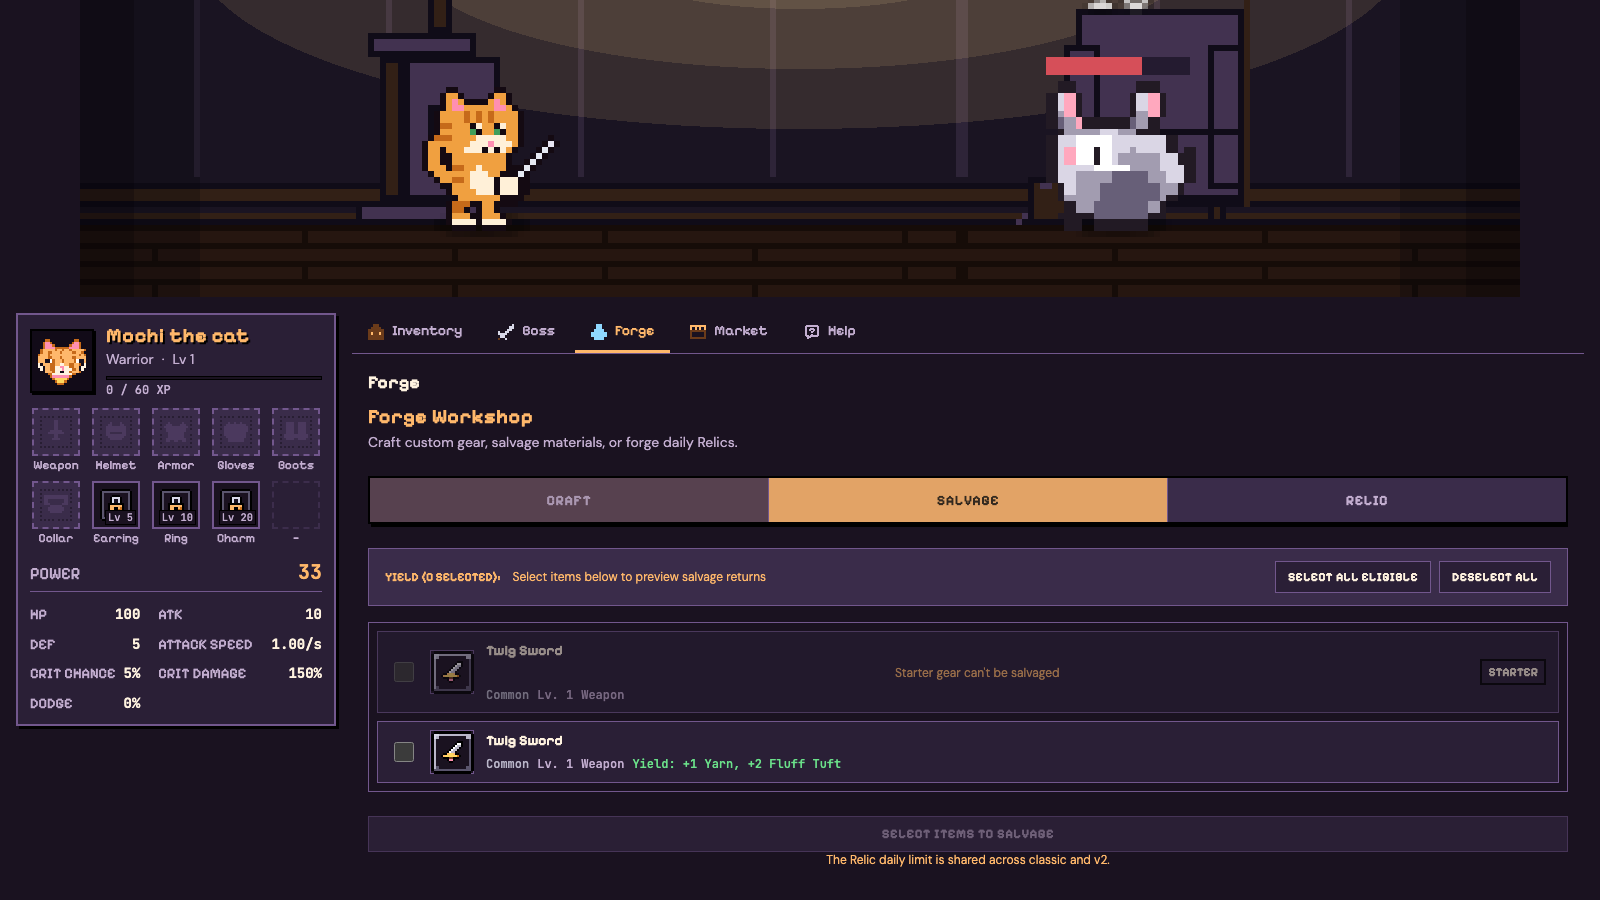 Mochi the cat
Warrior · Lv 1
0 / 60 XP
Weapon Helmet Armor Gloves Boots
Lv 5 Lv 10 Lv 20
Collar Earring Ring Charm -
POWER 33
HP 100 ATK 10
DEF 5 ATTACK SPEED 1.00/s
CRIT CHANCE 5% CRIT DAMAGE 150%
DODGE 0%
Inventory Boss Forge Market Help
Forge
Forge Workshop
Craft custom gear, salvage materials, or forge daily Relics.
CRAFT SALVAGE RELIC
YIELD (0 SELECTED): Select items below to preview salvage returns SELECT ALL ELIGIBLE DESELECT ALL
Twig Sword
Common Lv. 1 Weapon
Starter gear can't be salvaged
STARTER
Twig Sword
Common Lv. 1 Weapon Yield: +1 Yarn, +2 Fluff Tuft
SELECT ITEMS TO SALVAGE
The Relic daily limit is shared across classic and v2.